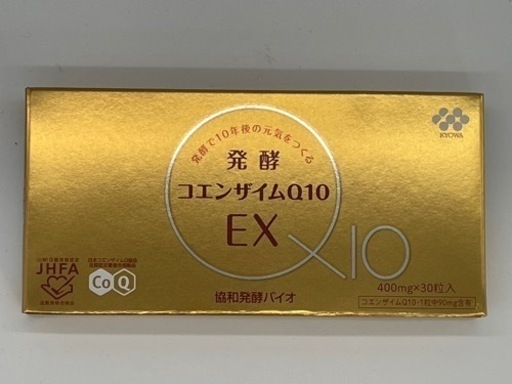 発酵で10年後の元気をつくる
発酵
コエンザイムQ10
EX
X10
KYOWA
JHFA
CoQ
協和発酵バイオ
400mg×30粒入
コエンザイムQ10・1粒中90mg含有